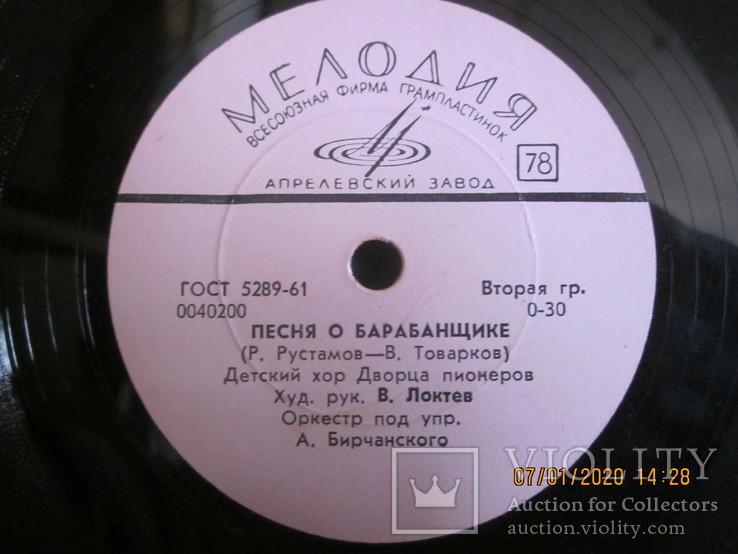 МЕЛОДИЯ
ВСЕСОЮЗНАЯ ФИРМА ГРАМПЛАСТИНОК
78
АПРЕЛЕВСКИЙ ЗАВОД
ГОСТ 5289-61 Вторая гр.
0040200 0-30
ПЕСНЯ О БАРАБАНЩИКЕ
(Р. Рустамов—В. Товарков)
Детский хор Дворца пионеров
Худ. рук. В. Локтев
Оркестр под упр.
А. Бирчанского
VIOLITY
07/01/2020 14:28
Auction for Collectors
auction.violity.com